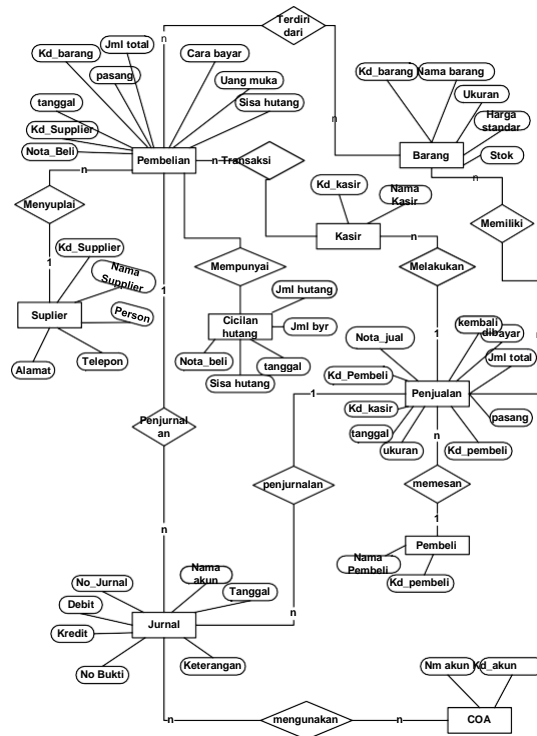 Terdiri
dari
n
Kd_barang
Jml total
pasang
Cara bayar
Uang muka
Sisa hutang
tanggal
Kd_Supplier
Nota_Beli
Pembelian
n
Transaksi
n
Kd_barang
Nama barang
Ukuran
Harga
standar
Stok
Barang
n
n
Menyuplai
1
Kd_kasir
Nama
Kasir
Kasir
n
Memiliki
1
Kd_Supplier
Nama
Supplier
Person
Suplier
Alamat
Telepon
Mempunyai
Jml hutang
Cicilan
hutang
Jml byr
Nota_beli
tanggal
Sisa hutang
Melakukan
1
Nota_jual
kembali
dibayar
Jml total
Kd_Pembeli
Penjualan
Kd_kasir
pasang
tanggal
ukuran
Kd_pembeli
1
n
Penjurnal
an
penjurnalan
memesan
1
Pembeli
Nama
Pembeli
Kd_pembeli
n
n
No_Jurnal
Nama
akun
Tanggal
Debit
Kredit
Jurnal
No Bukti
Keterangan
n
mengunakan
n
Nm akun
Kd_akun
COA